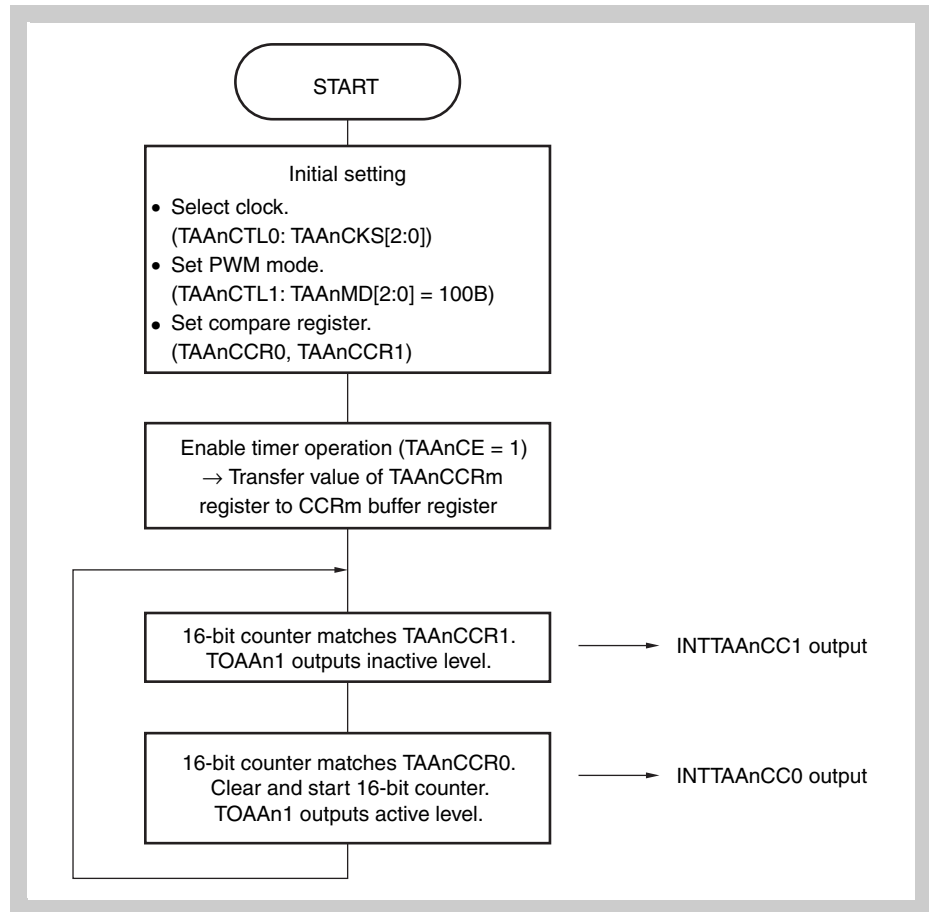 START
Initial setting
• Select clock.
(TAAnCTL0: TAAnCKS[2:0])
• Set PWM mode.
(TAAnCTL1: TAAnMD[2:0] = 100B)
• Set compare register.
(TAAnCCR0, TAAnCCR1)
Enable timer operation (TAAnCE = 1)
→ Transfer value of TAAnCCRm
register to CCRm buffer register
16-bit counter matches TAAnCCR1.
TOAAn1 outputs inactive level.
INTTAAnCC1 output
16-bit counter matches TAAnCCR0.
Clear and start 16-bit counter.
TOAAn1 outputs active level.
INTTAAnCC0 output